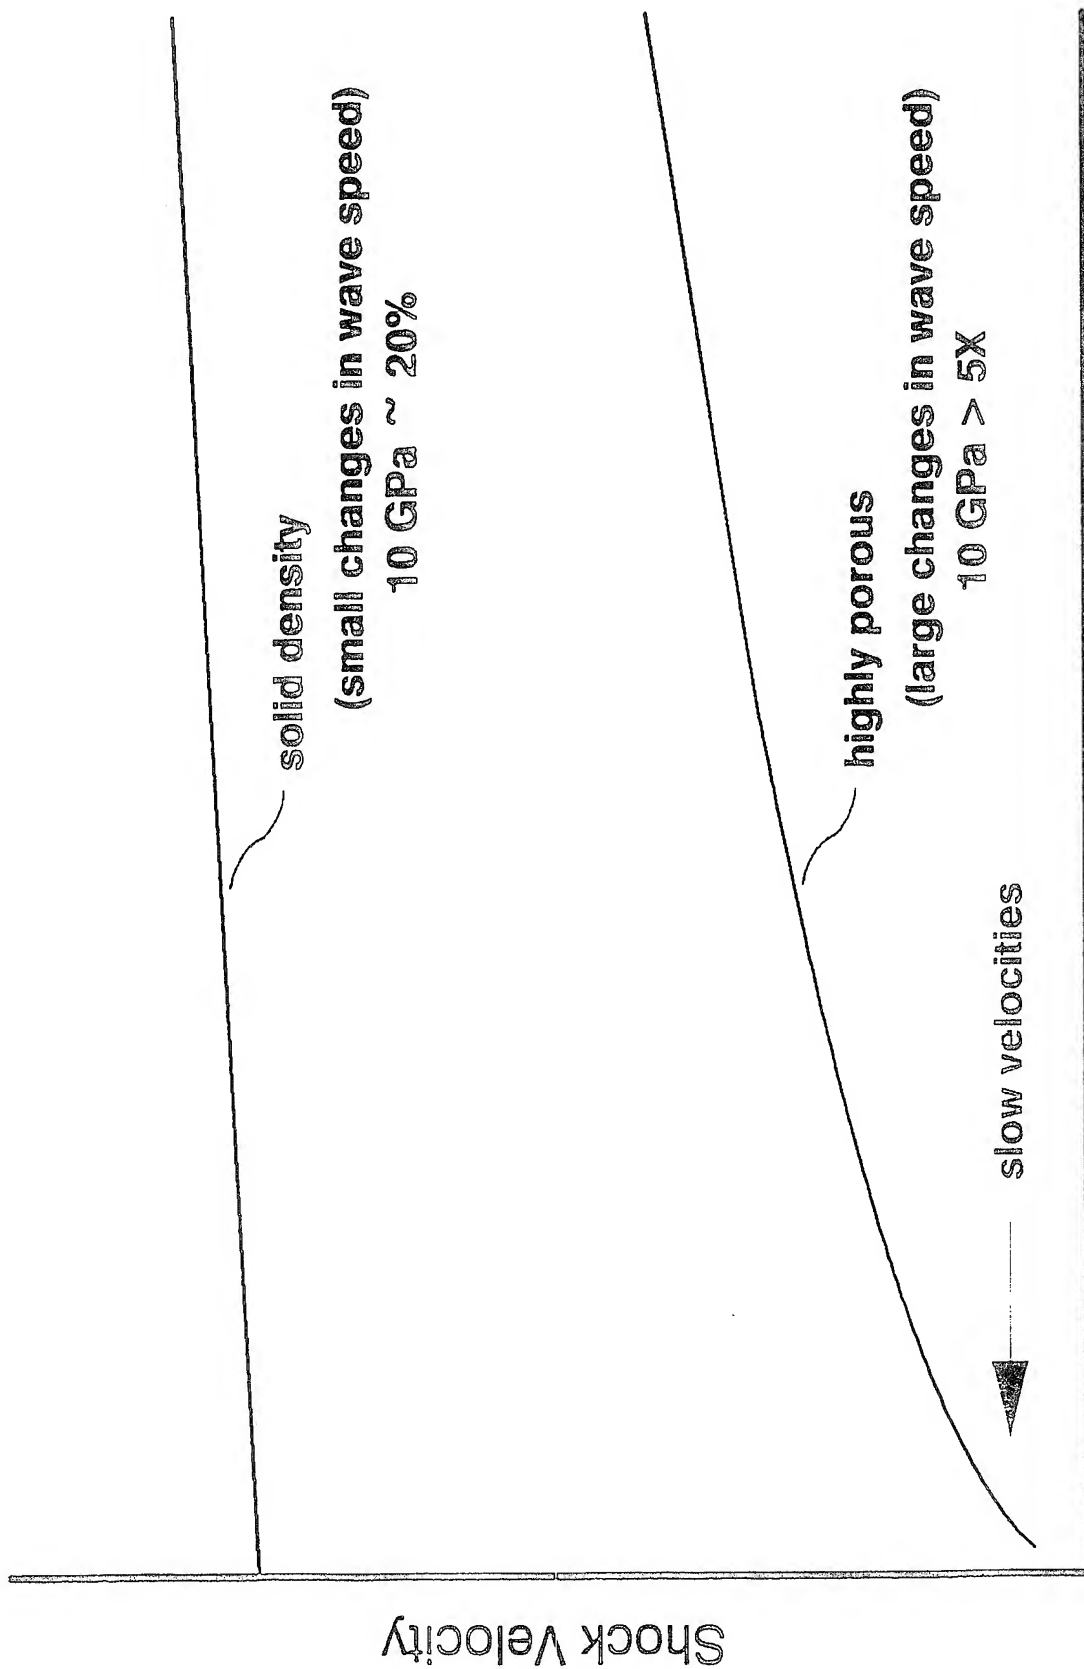 Shock Velocity
solid density
(small changes in wave speed)
10 GPa ~ 20%
highly porous
(large changes in wave speed)
10 GPa > 5X
slow velocities